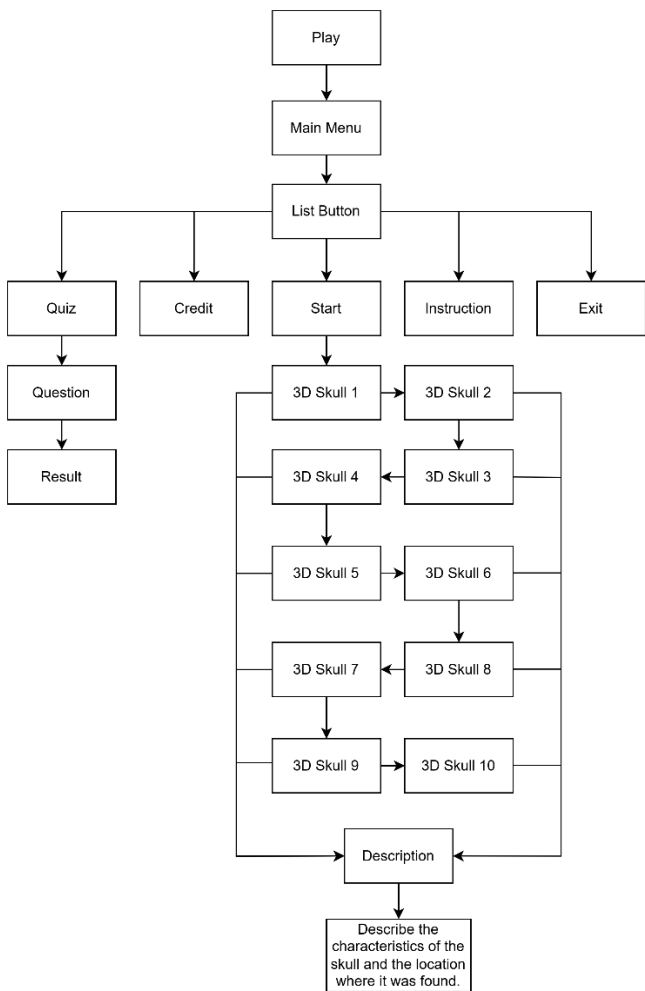 Play
Main Menu
List Button
Quiz
Credit
Start
Instruction
Exit
Question
3D Skull 1
3D Skull 2
Result
3D Skull 4
3D Skull 3
3D Skull 5
3D Skull 6
3D Skull 7
3D Skull 8
3D Skull 9
3D Skull 10
Description
Describe the
characteristics of the
skull and the location
where it was found.